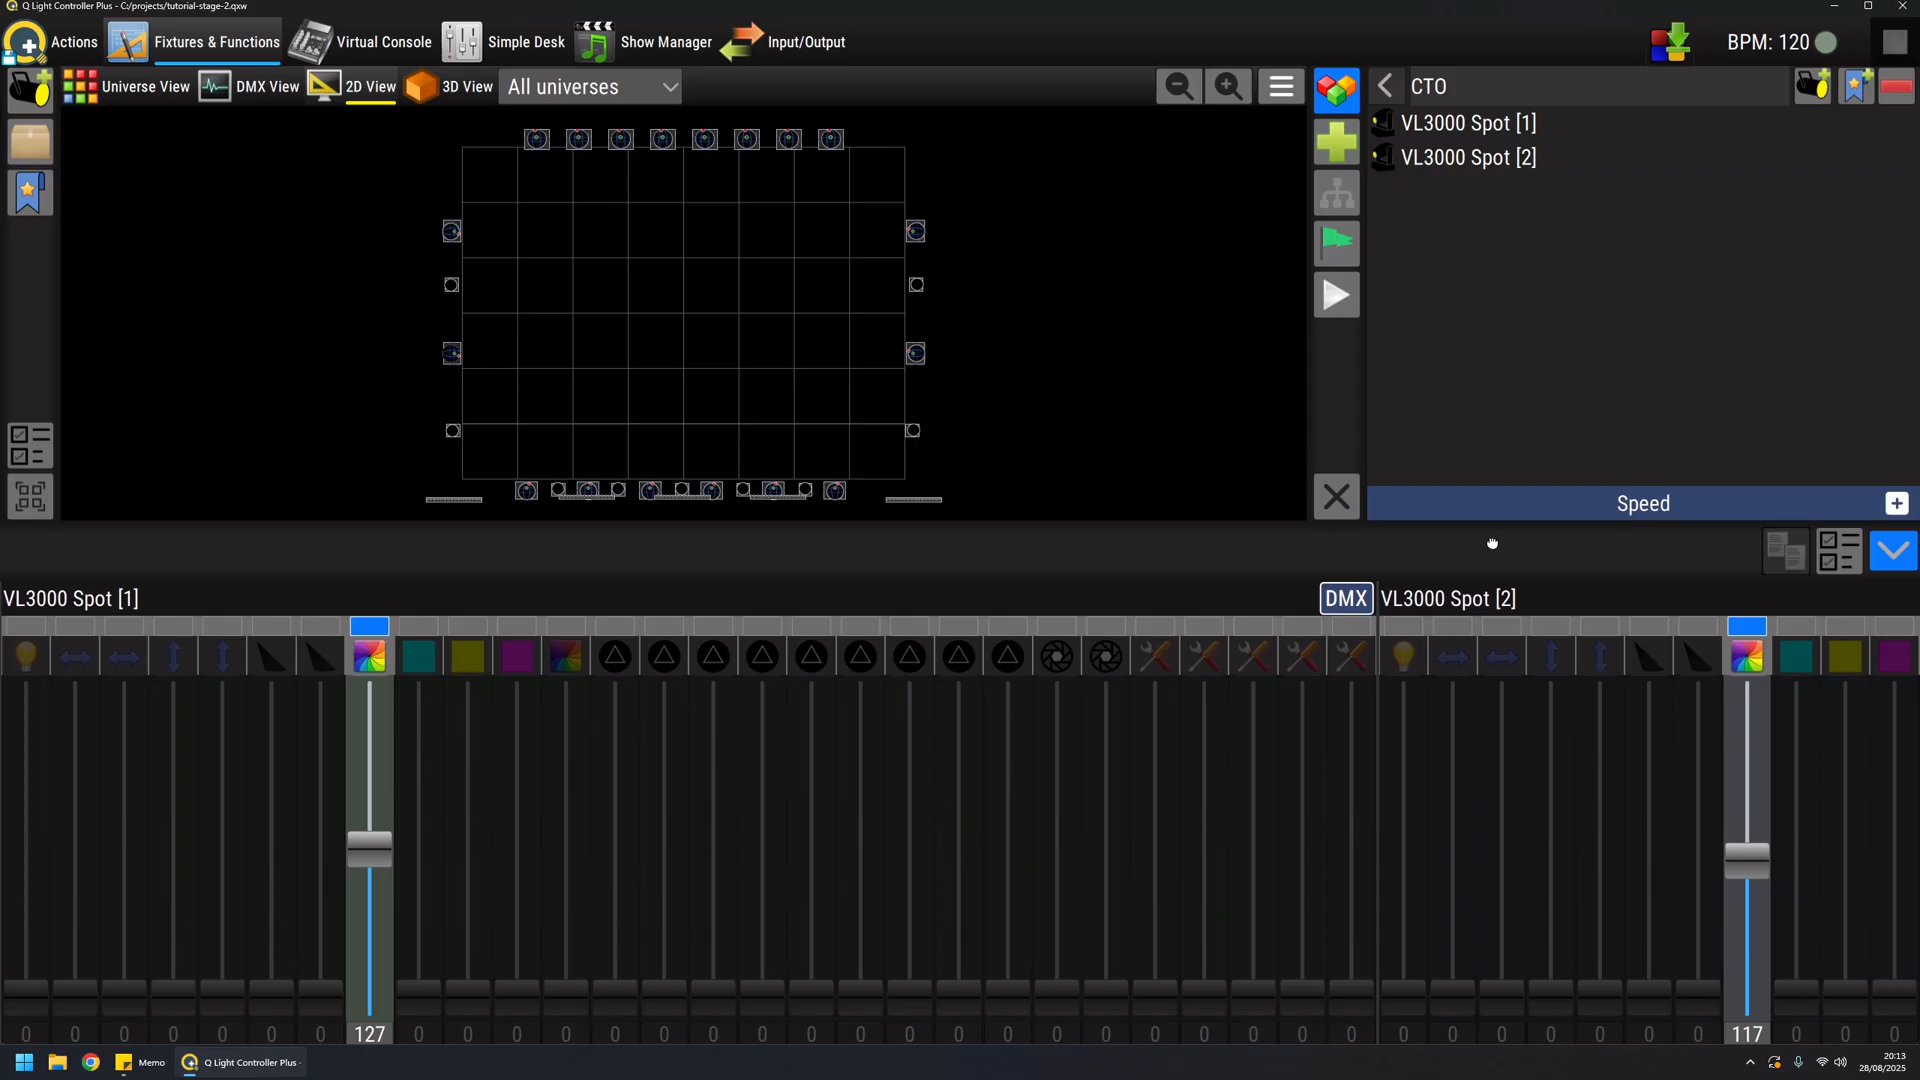 Q Light Controller Plus - C:/projects/tutorial-stage-2.qxw
Actions
Fixtures & Functions
Virtual Console
Simple Desk
Show Manager
Input/Output
BPM: 120
Universe View
DMX View
2D View
3D View
All universes
CTO
VL3000 Spot [1]
VL3000 Spot [2]
Speed
VL3000 Spot [1]
DMX
VL3000 Spot [2]
0 0 0 0 0 0 0 127 0 0 0 0 0 0 0 0 0 0 0 0 0 0 0 0 0 0 0 0 0 0 0 0 0 0 0 117 0 0 0
Memo
Q Light Controller Plus
20:13
28/08/2025